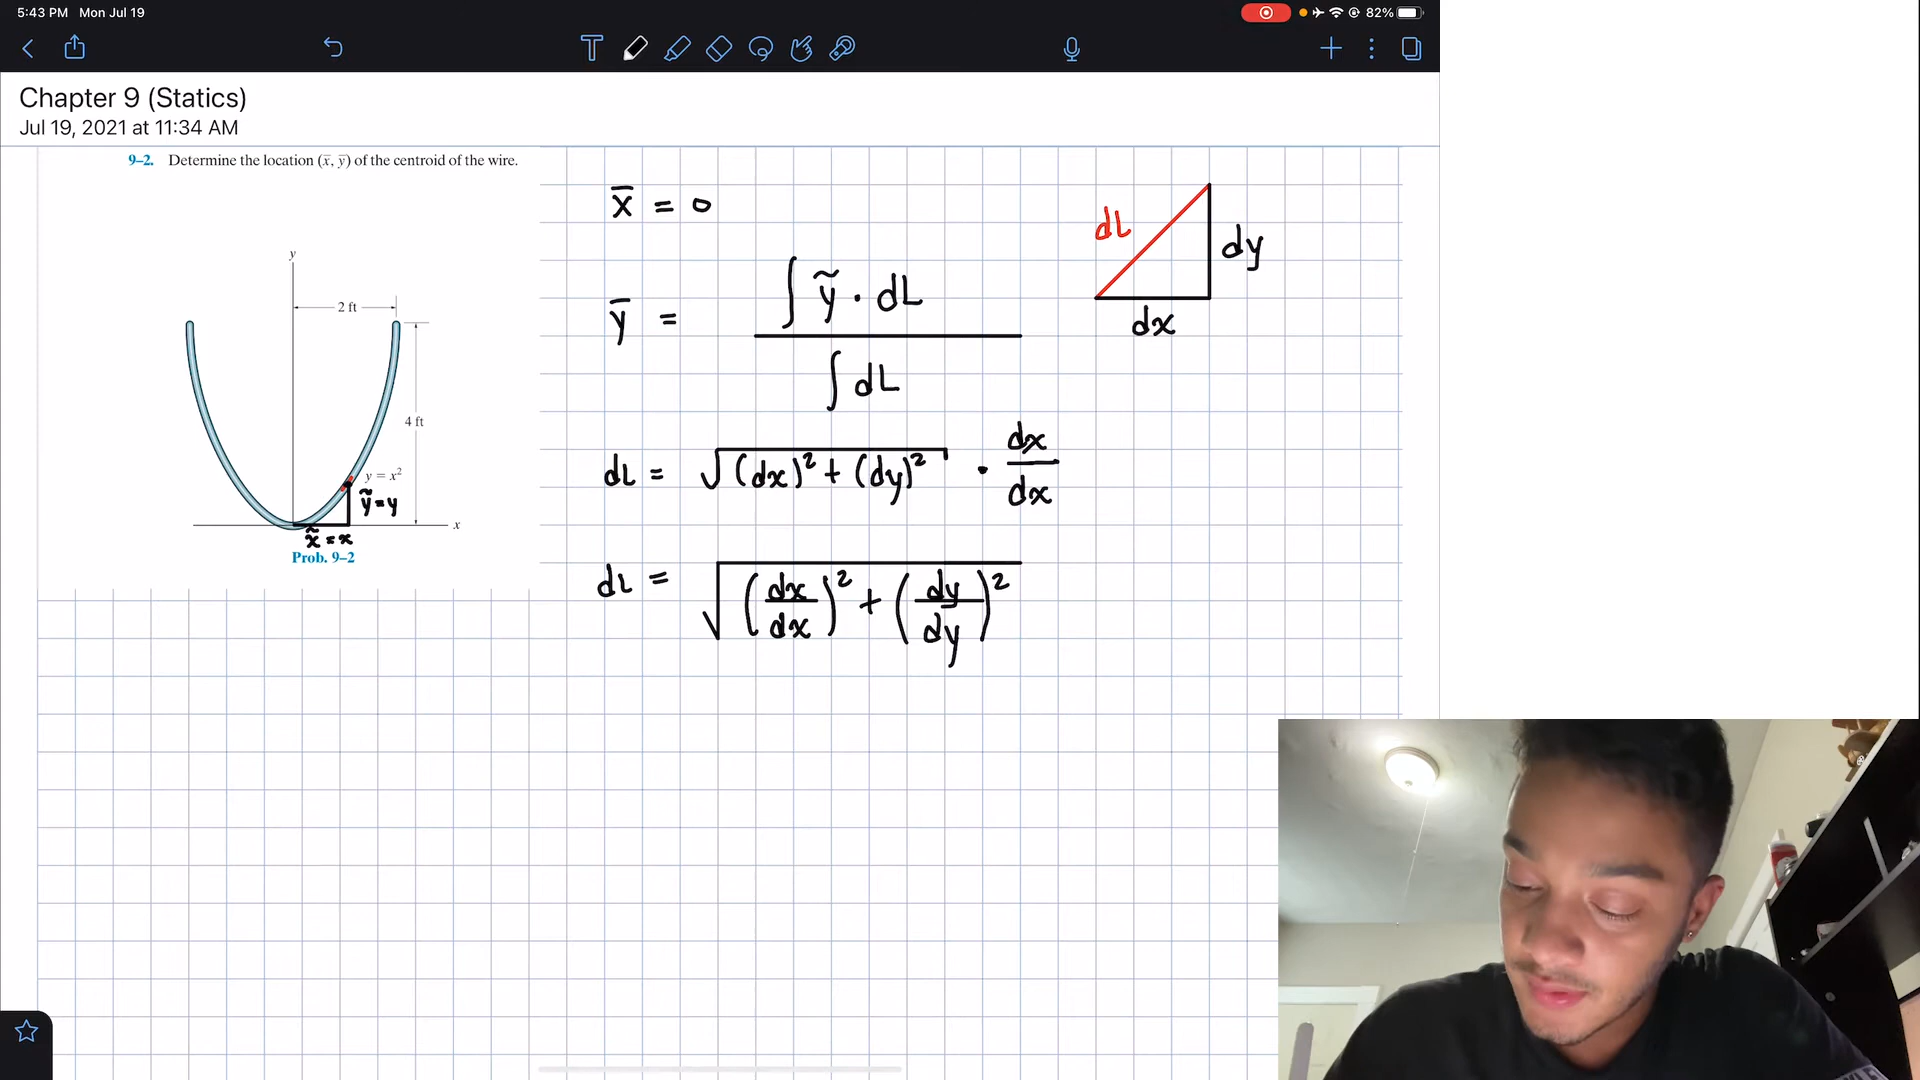 5:43 PM Mon Jul 19
82%
T
Chapter 9 (Statics)
Jul 19, 2021 at 11:34 AM
9–2. Determine the location (x̅, y̅) of the centroid of the wire.
y
2 ft
4 ft
y = x²
ỹ = y
x
x̃ = x
Prob. 9–2
x̅ = 0
y̅ = ∫ ỹ · dL / ∫ dL
dL
dy
dx
dL = √(dx)² + (dy)² · dx/dx
dL = √(dx/dx)² + (dy/dy)²